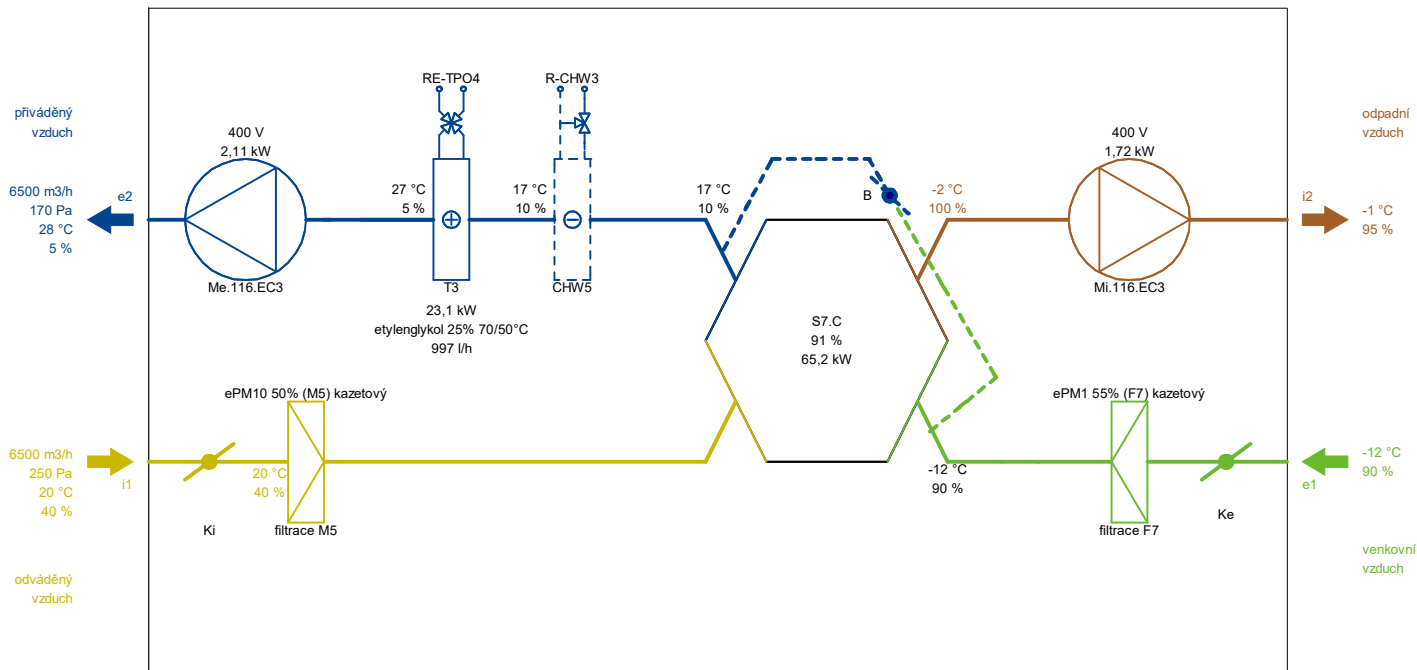 RE-TPO4
R-CHW3
přiváděný
vzduch
400 V
2,11 kW
400 V
1,72 kW
odpadní
vzduch
6500 m3/h
170 Pa
28 °C
5 %
e2
27 °C
5 %
17 °C
10 %
17 °C
10 %
B
-2 °C
100 %
i2
-1 °C
95 %
Me.116.EC3
T3
CHW5
Mi.116.EC3
23,1 kW
etylenglykol 25% 70/50°C
997 l/h
S7.C
91 %
65,2 kW
ePM10 50% (M5) kazetový
ePM1 55% (F7) kazetový
6500 m3/h
250 Pa
20 °C
40 %
i1
20 °C
40 %
-12 °C
90 %
-12 °C
90 %
e1
Ki
filtrace M5
filtrace F7
Ke
odváděný
vzduch
venkovní
vzduch